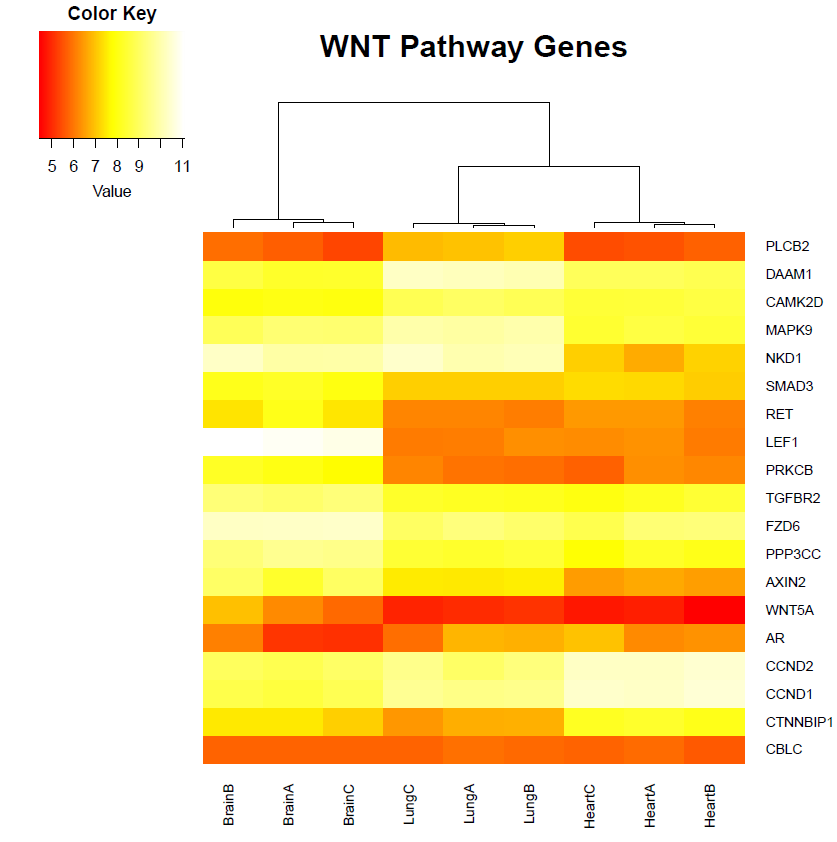 Color Key
WNT Pathway Genes
5 6 7 8 9 11
Value
PLCB2
DAAM1
CAMK2D
MAPK9
NKD1
SMAD3
RET
LEF1
PRKCB
TGFBR2
FZD6
PPP3CC
AXIN2
WNT5A
AR
CCND2
CCND1
CTNNBIP1
CBLC
BrainB
BrainA
BrainC
LungC
LungA
LungB
HeartC
HeartA
HeartB